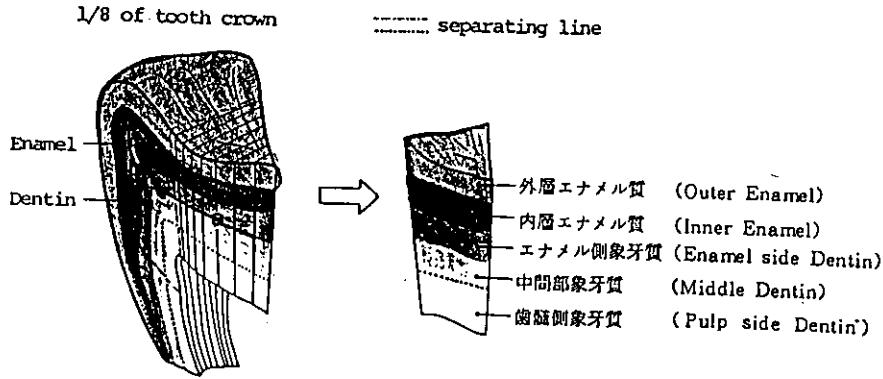 1/8 of tooth crown
separating line
Enamel
Dentin
外層エナメル質 (Outer Enamel)
内層エナメル質 (Inner Enamel)
エナメル側象牙質 (Enamel side Dentin)
中間部象牙質 (Middle Dentin)
歯髄側象牙質 (Pulp side Dentin)